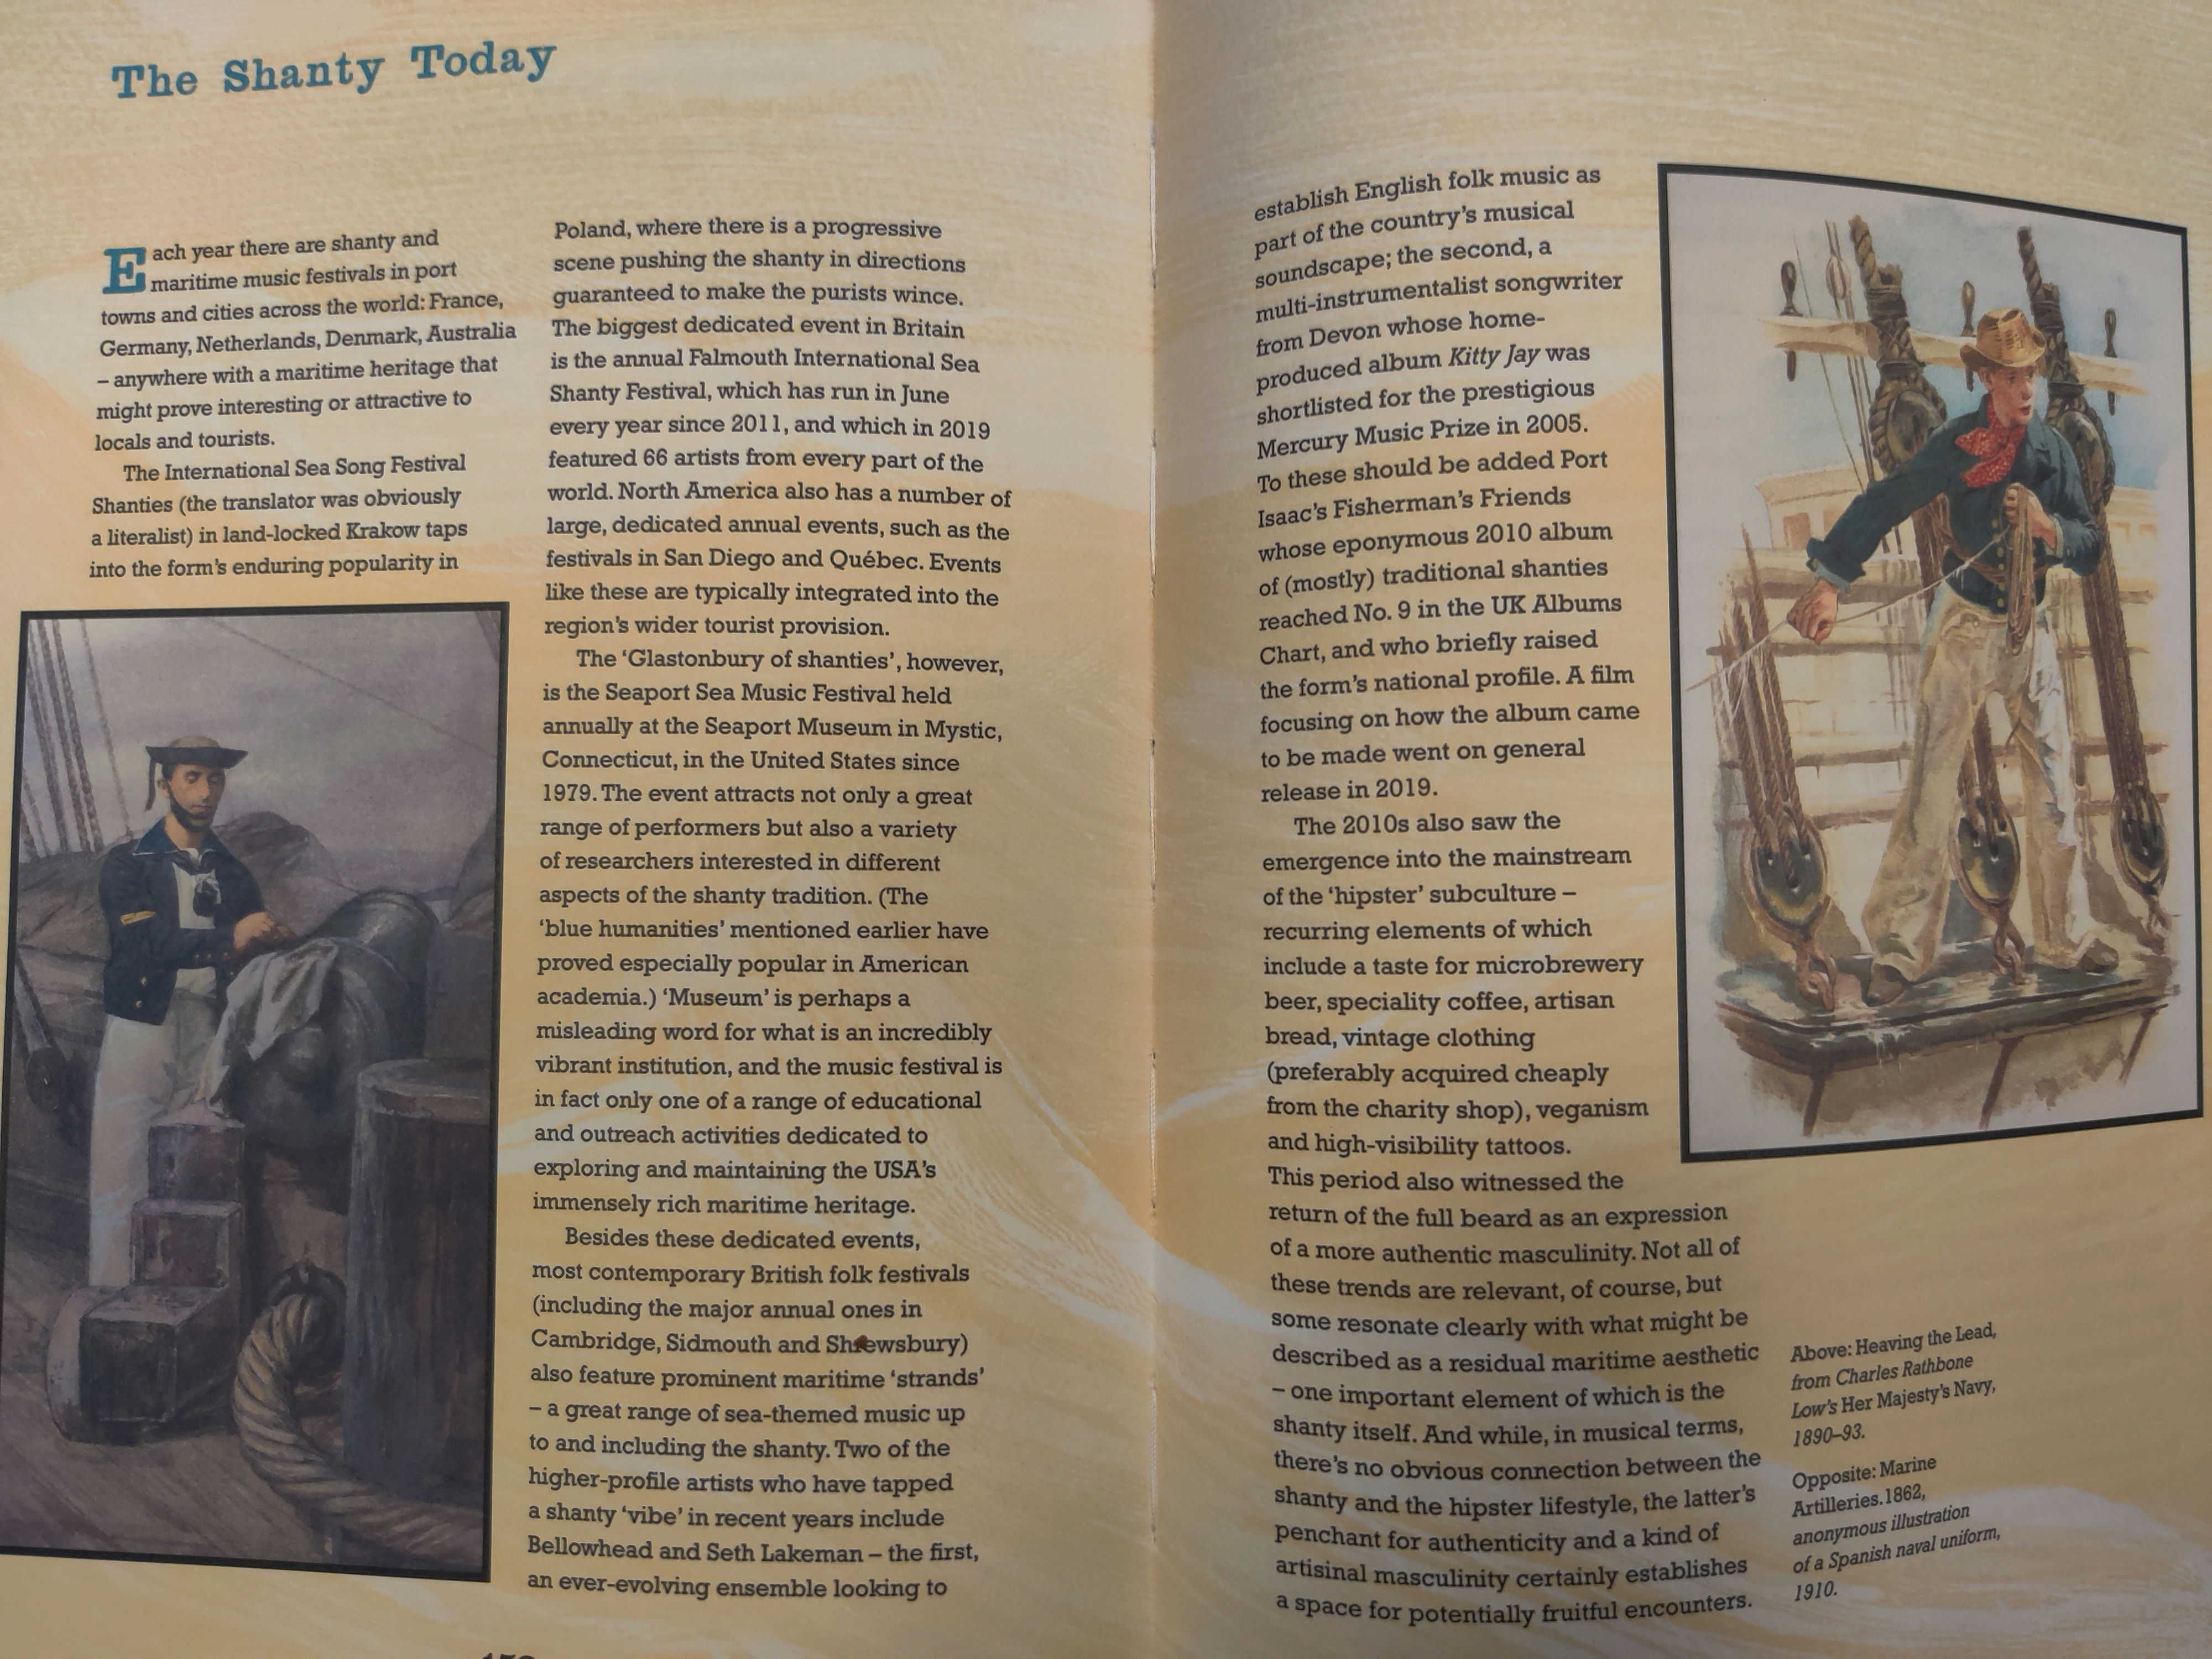 The Shanty Today
Each year there are shanty and
maritime music festivals in port
towns and cities across the world: France,
Germany, Netherlands, Denmark, Australia
– anywhere with a maritime heritage that
might prove interesting or attractive to
locals and tourists.
The International Sea Song Festival
Shanties (the translator was obviously
a literalist) in land-locked Krakow taps
into the form's enduring popularity in
Poland, where there is a progressive
scene pushing the shanty in directions
guaranteed to make the purists wince.
The biggest dedicated event in Britain
is the annual Falmouth International Sea
Shanty Festival, which has run in June
every year since 2011, and which in 2019
featured 66 artists from every part of the
world. North America also has a number of
large, dedicated annual events, such as the
festivals in San Diego and Québec. Events
like these are typically integrated into the
region's wider tourist provision.
The 'Glastonbury of shanties', however,
is the Seaport Sea Music Festival held
annually at the Seaport Museum in Mystic,
Connecticut, in the United States since
1979. The event attracts not only a great
range of performers but also a variety
of researchers interested in different
aspects of the shanty tradition. (The
'blue humanities' mentioned earlier have
proved especially popular in American
academia.) 'Museum' is perhaps a
misleading word for what is an incredibly
vibrant institution, and the music festival is
in fact only one of a range of educational
and outreach activities dedicated to
exploring and maintaining the USA's
immensely rich maritime heritage.
Besides these dedicated events,
most contemporary British folk festivals
(including the major annual ones in
Cambridge, Sidmouth and Shrewsbury)
also feature prominent maritime 'strands'
– a great range of sea-themed music up
to and including the shanty. Two of the
higher-profile artists who have tapped
a shanty 'vibe' in recent years include
Bellowhead and Seth Lakeman – the first,
an ever-evolving ensemble looking to
establish English folk music as
part of the country's musical
soundscape; the second, a
multi-instrumentalist songwriter
from Devon whose home-
produced album Kitty Jay was
shortlisted for the prestigious
Mercury Music Prize in 2005.
To these should be added Port
Isaac's Fisherman's Friends
whose eponymous 2010 album
of (mostly) traditional shanties
reached No. 9 in the UK Albums
Chart, and who briefly raised
the form's national profile. A film
focusing on how the album came
to be made went on general
release in 2019.
The 2010s also saw the
emergence into the mainstream
of the 'hipster' subculture –
recurring elements of which
include a taste for microbrewery
beer, speciality coffee, artisan
bread, vintage clothing
(preferably acquired cheaply
from the charity shop), veganism
and high-visibility tattoos.
This period also witnessed the
return of the full beard as an expression
of a more authentic masculinity. Not all of
these trends are relevant, of course, but
some resonate clearly with what might be
described as a residual maritime aesthetic
– one important element of which is the
shanty itself. And while, in musical terms,
there's no obvious connection between the
shanty and the hipster lifestyle, the latter's
penchant for authenticity and a kind of
artisinal masculinity certainly establishes
a space for potentially fruitful encounters.
Above: Heaving the Lead,
from Charles Rathbone
Low's Her Majesty's Navy,
1890–93.
Opposite: Marine
Artilleries.1862,
anonymous illustration
of a Spanish naval uniform,
1910.